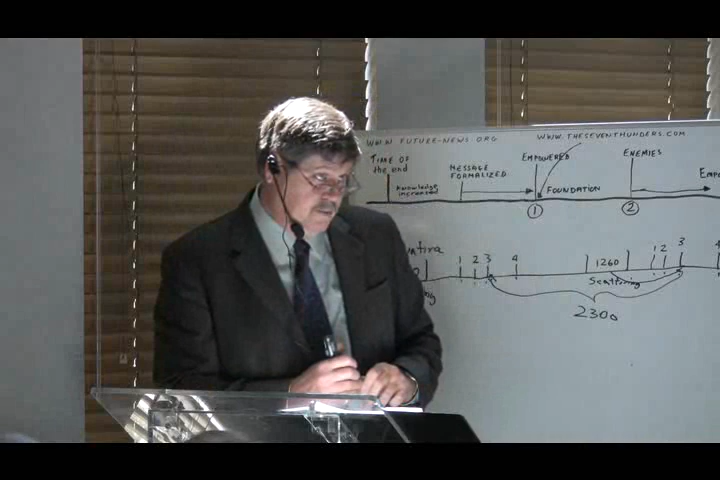 WWW FUTURE-NEWS.ORG
WWW.THESEVENTHUNDERS.COM
TIME OF the end
Knowledge increased
MESSAGE FORMALIZED
EMPOWERED
FOUNDATION
ENEMIES
1
2
1 2 3 4
1260
1 2 3 4
Scattering
2300